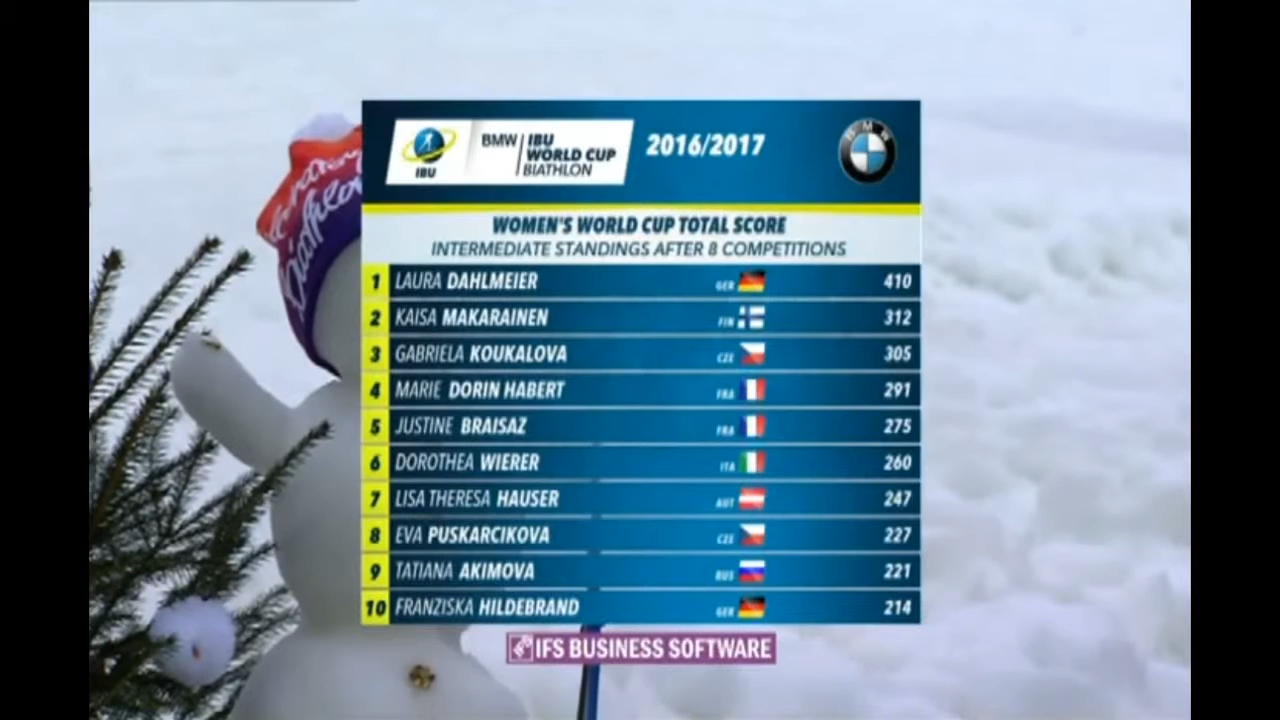 IBU
BMW IBU WORLD CUP BIATHLON
2016/2017
BMW
WOMEN'S WORLD CUP TOTAL SCORE
INTERMEDIATE STANDINGS AFTER 8 COMPETITIONS
1 LAURA DAHLMEIER GER 410
2 KAISA MAKARAINEN FIN 312
3 GABRIELA KOUKALOVA CZE 305
4 MARIE DORIN HABERT FRA 291
5 JUSTINE BRAISAZ FRA 275
6 DOROTHEA WIERER ITA 260
7 LISA THERESA HAUSER AUT 247
8 EVA PUSKARCIKOVA CZE 227
9 TATIANA AKIMOVA RUS 221
10 FRANZISKA HILDEBRAND GER 214
IFS BUSINESS SOFTWARE